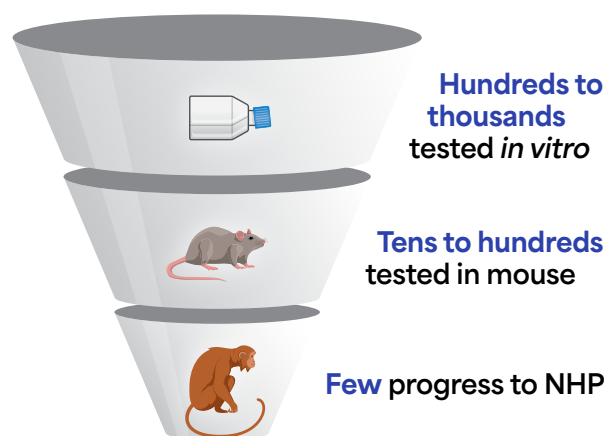 Hundreds to
thousands
tested in vitro
Tens to hundreds
tested in mouse
Few progress to NHP